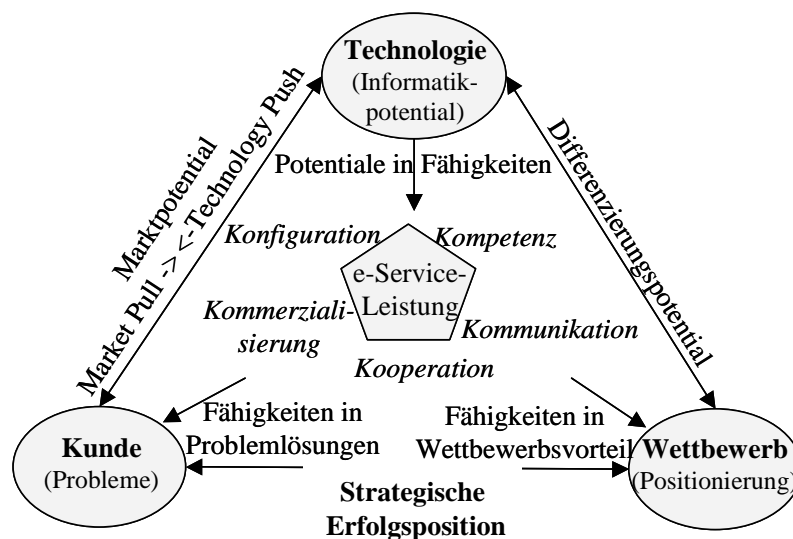 Technologie
(Informatik-
potential)
Marktpotential
Market Pull -> <-Technology Push
Differenzierungspotential
Potentiale in Fähigkeiten
Konfiguration
Kompetenz
e-Service-
Leistung
Kommerziali-
sierung
Kommunikation
Kooperation
Fähigkeiten in
Problemlösungen
Fähigkeiten in
Wettbewerbsvorteil
Kunde
(Probleme)
Wettbewerb
(Positionierung)
Strategische
Erfolgsposition